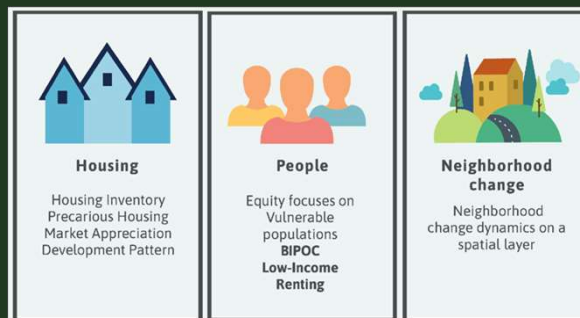 Housing
Housing Inventory
Precarious Housing
Market Appreciation
Development Pattern
People
Equity focuses on
Vulnerable
populations
BIPOC
Low-Income
Renting
Neighborhood
change
Neighborhood
change dynamics on a
spatial layer